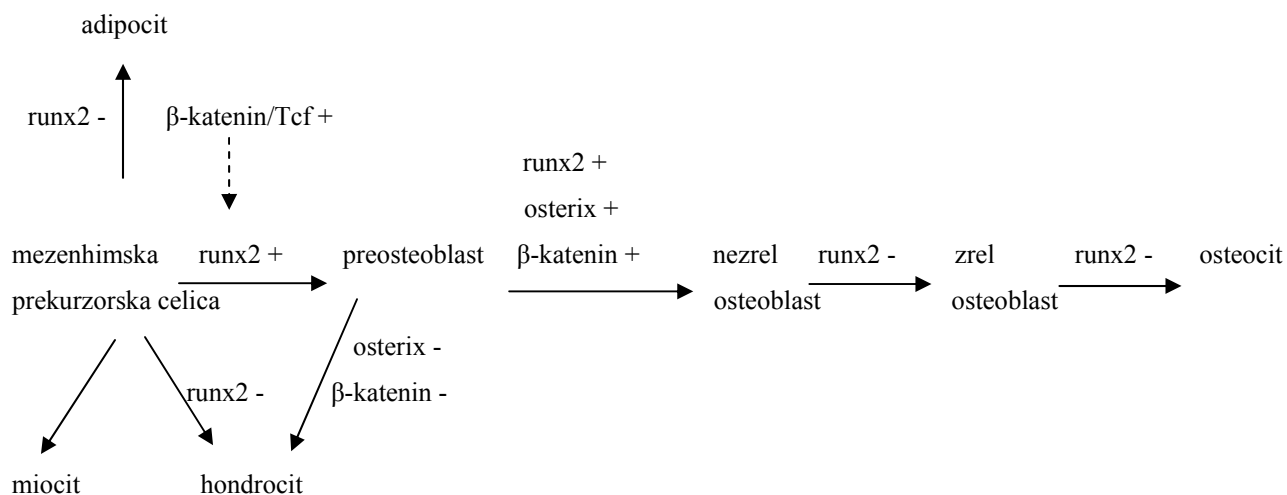 adipocit
runx2 -
β-katenin/Tcf +
runx2 +
osterix +
β-katenin +
mezenhimska
prekurzorska celica
runx2 +
preosteoblast
nezrel
osteoblast
runx2 -
zrel
osteoblast
runx2 -
osteocit
osterix -
β-katenin -
runx2 -
miocit
hondrocit